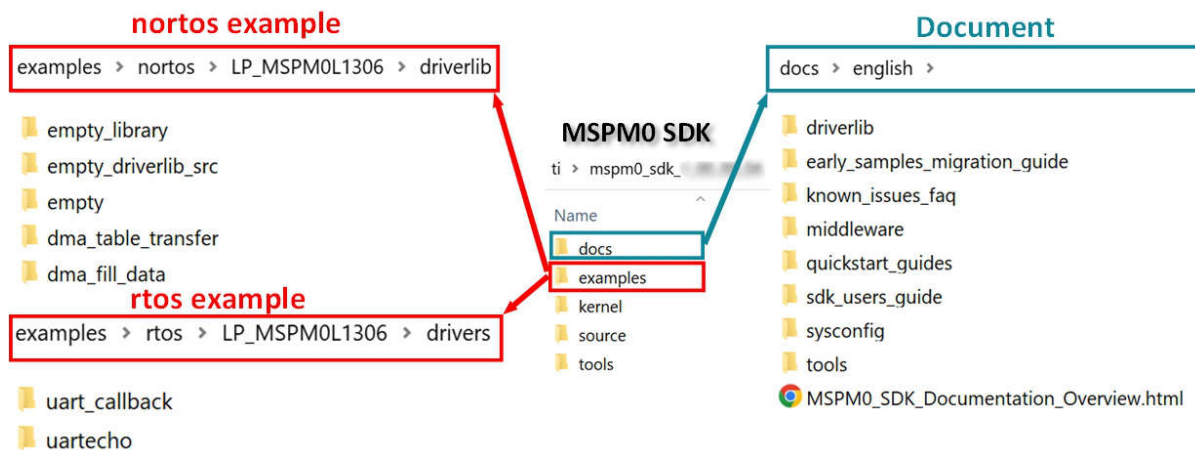 nortos example
examples > nortos > LP_MSPM0L1306 > driverlib
empty_library
empty_driverlib_src
empty
dma_table_transfer
dma_fill_data
rtos example
examples > rtos > LP_MSPM0L1306 > drivers
uart_callback
uartecho
MSPM0 SDK
ti > mspm0_sdk_
Name
docs
examples
kernel
source
tools
Document
docs > english >
driverlib
early_samples_migration_guide
known_issues_faq
middleware
quickstart_guides
sdk_users_guide
sysconfig
tools
MSPM0_SDK_Documentation_Overview.html